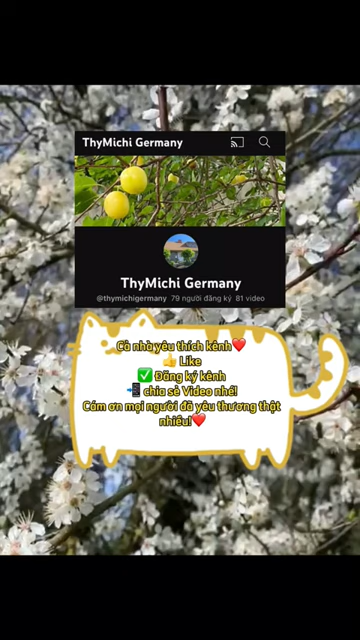 ThyMichi Germany
ThyMichi Germany
@thymichigermany 79 người đăng ký 81 video
Cả nhà yêu thích kênh❤️
👍 Like
✅ Đăng ký kênh
📲 chia sẻ Video nhé!
Cám ơn mọi người đã yêu thương thật
nhiều!❤️